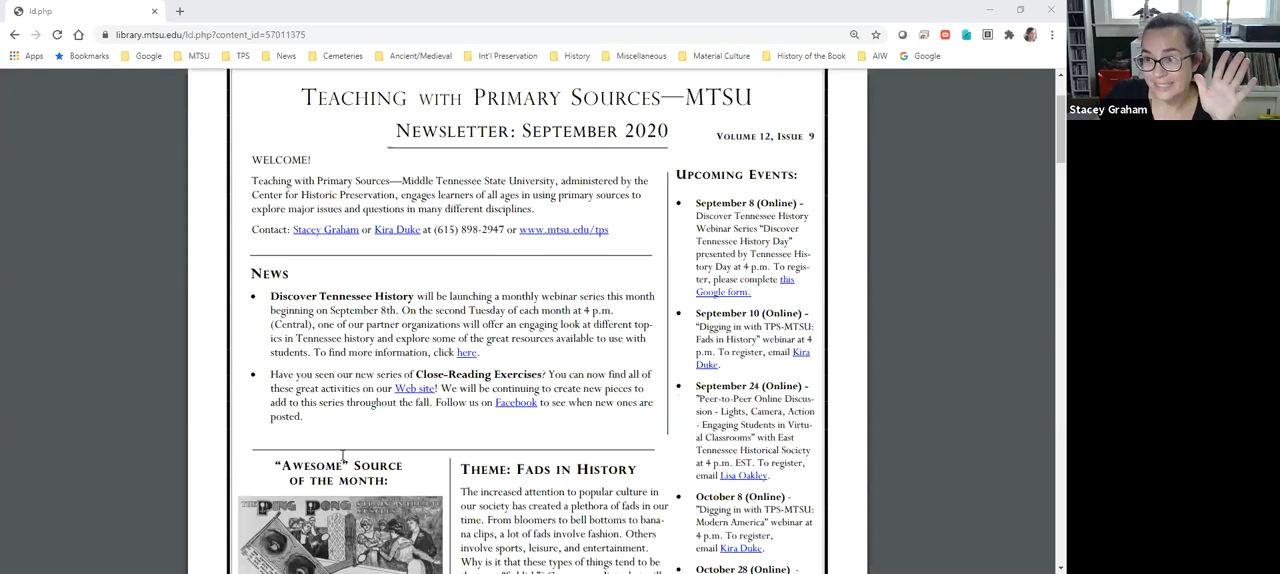 ld.php
library.mtsu.edu/ld.php?content_id=57011375
Apps Bookmarks Google MTSU TPS News Cemeteries Ancient/Medieval Int'l Preservation History Miscellaneous Material Culture History of the Book AIW Google
Stacey Graham
TEACHING WITH PRIMARY SOURCES—MTSU
NEWSLETTER: SEPTEMBER 2020
VOLUME 12, ISSUE 9
WELCOME!
Teaching with Primary Sources—Middle Tennessee State University, administered by the
Center for Historic Preservation, engages learners of all ages in using primary sources to
explore major issues and questions in many different disciplines.
Contact: Stacey Graham or Kira Duke at (615) 898-2947 or www.mtsu.edu/tps
NEWS
• Discover Tennessee History will be launching a monthly webinar series this month
beginning on September 8th. On the second Tuesday of each month at 4 p.m.
(Central), one of our partner organizations will offer an engaging look at different top-
ics in Tennessee history and explore some of the great resources available to use with
students. To find more information, click here.
• Have you seen our new series of Close-Reading Exercises? You can now find all of
these great activities on our Web site! We will be continuing to create new pieces to
add to this series throughout the fall. Follow us on Facebook to see when new ones are
posted.
"AWESOME" SOURCE
OF THE MONTH:
THE PING PONG
THEME: FADS IN HISTORY
The increased attention to popular culture in
our society has created a plethora of fads in our
time. From bloomers to bell bottoms to bana-
na clips, a lot of fads involve fashion. Others
involve sports, leisure, and entertainment.
Why is it that these types of things tend to be
UPCOMING EVENTS:
• September 8 (Online) -
Discover Tennessee History
Webinar Series "Discover
Tennessee History Day"
presented by Tennessee His-
tory Day at 4 p.m. To regis-
ter, please complete this
Google form.
• September 10 (Online) -
"Digging in with TPS-MTSU:
Fads in History" webinar at 4
p.m. To register, email Kira
Duke.
• September 24 (Online) -
"Peer-to-Peer Online Discus-
sion - Lights, Camera, Action
- Engaging Students in Virtu-
al Classrooms" with East
Tennessee Historical Society
at 4 p.m. EST. To register,
email Lisa Oakley.
• October 8 (Online) -
"Digging in with TPS-MTSU:
Modern America" webinar at
4 p.m. To register,
email Kira Duke.
• October 28 (Online) -